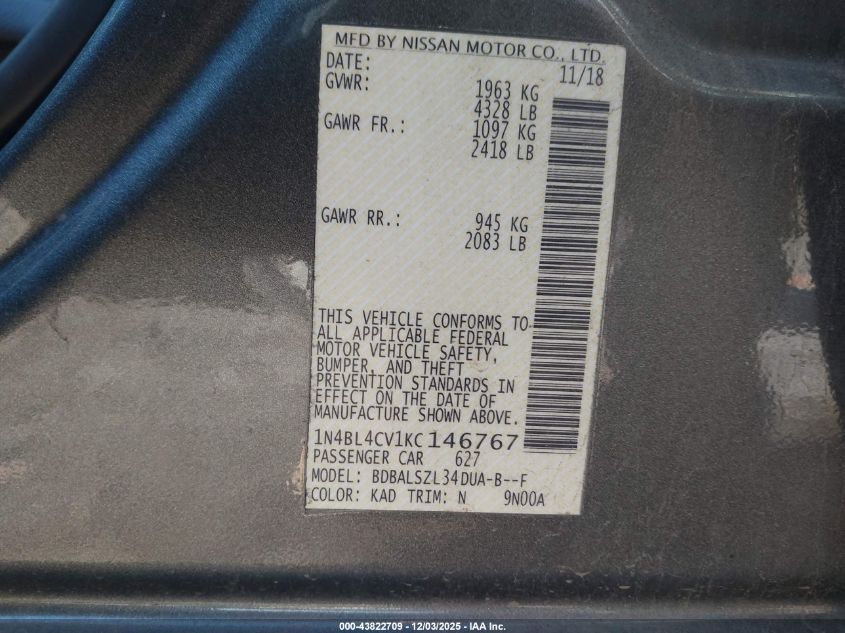 MFD BY NISSAN MOTOR CO., LTD.
DATE: 11/18
GVWR: 1963 KG
4328 LB
GAWR FR.: 1097 KG
2418 LB
GAWR RR.: 945 KG
2083 LB
THIS VEHICLE CONFORMS TO
ALL APPLICABLE FEDERAL
MOTOR VEHICLE SAFETY,
BUMPER, AND THEFT
PREVENTION STANDARDS IN
EFFECT ON THE DATE OF
MANUFACTURE SHOWN ABOVE.
1N4BL4CV1KC146767
PASSENGER CAR 627
MODEL: BDBALSZL34DUA-B--F
COLOR: KAD TRIM: N 9N00A
000-43822709 - 12/03/2025 - IAA Inc.